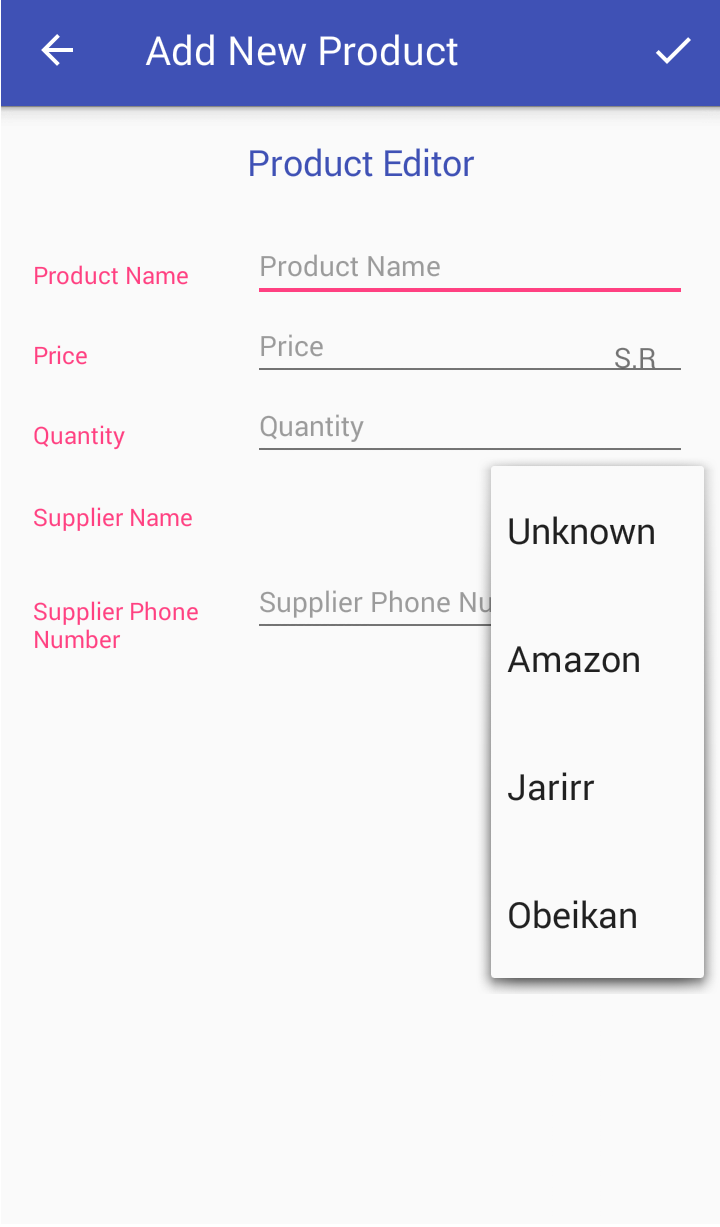 Add New Product
Product Editor
Product Name
Product Name
Price
Price
S.R
Quantity
Quantity
Supplier Name
Unknown
Supplier Phone
Number
Supplier Phone Nu
Amazon
Jarirr
Obeikan